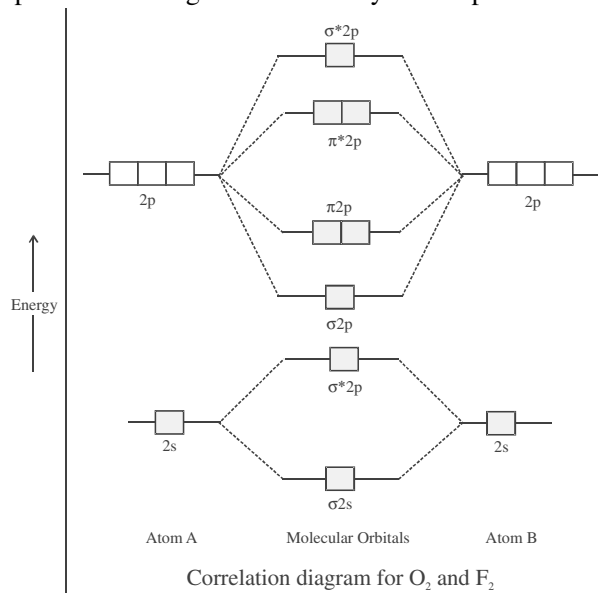 σ*2p
π*2p
2p 2p
π2p
Energy
σ2p
σ*2p
2s 2s
σ2s
Atom A Molecular Orbitals Atom B
Correlation diagram for O₂ and F₂